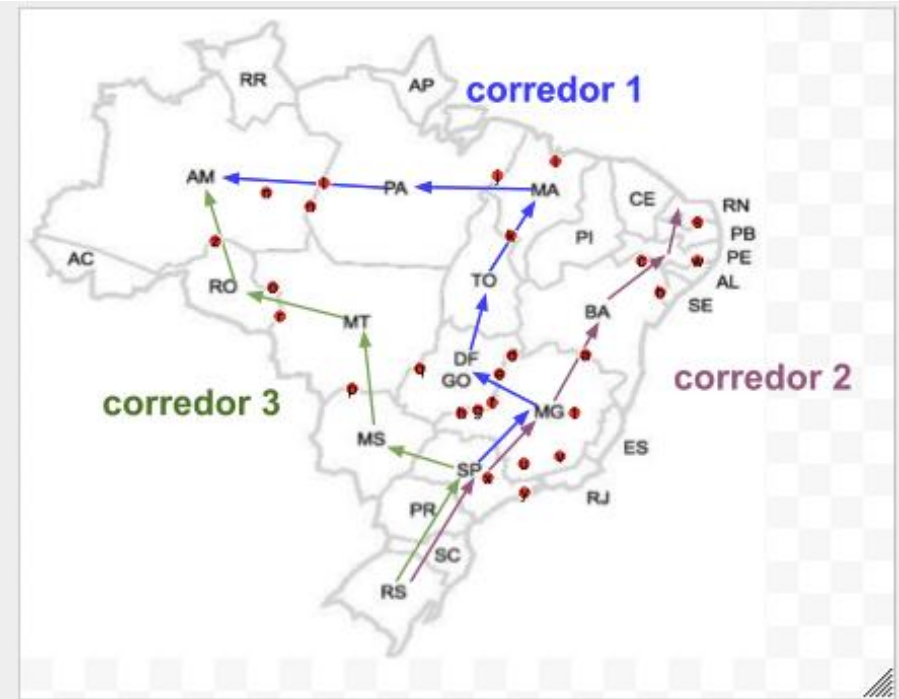 RR
AP
corredor 1
AM
PA
MA
CE
RN
PB
PI
PE
AC
AL
RO
TO
SE
BA
MT
DF
GO
corredor 2
corredor 3
MG
MS
ES
SP
RJ
PR
SC
RS